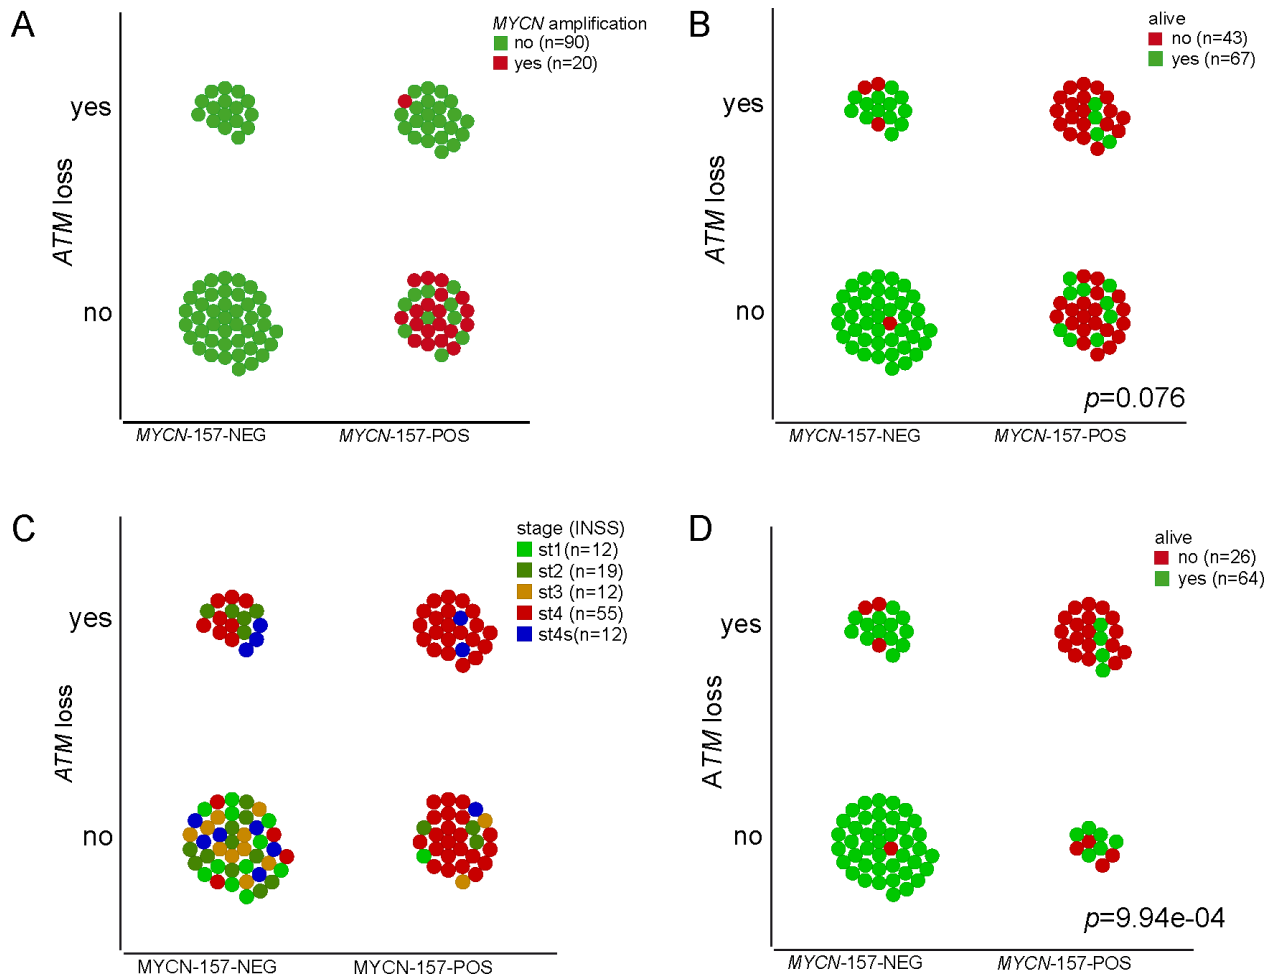 A
MYCN amplification
no (n=90)
yes (n=20)
yes
no
ATM loss
MYCN-157-NEG
MYCN-157-POS
B
alive
no (n=43)
yes (n=67)
yes
no
ATM loss
p=0.076
MYCN-157-NEG
MYCN-157-POS
C
stage (INSS)
st1(n=12)
st2 (n=19)
st3 (n=12)
st4 (n=55)
st4s(n=12)
yes
no
ATM loss
MYCN-157-NEG
MYCN-157-POS
D
alive
no (n=26)
yes (n=64)
yes
no
ATM loss
p=9.94e-04
MYCN-157-NEG
MYCN-157-POS